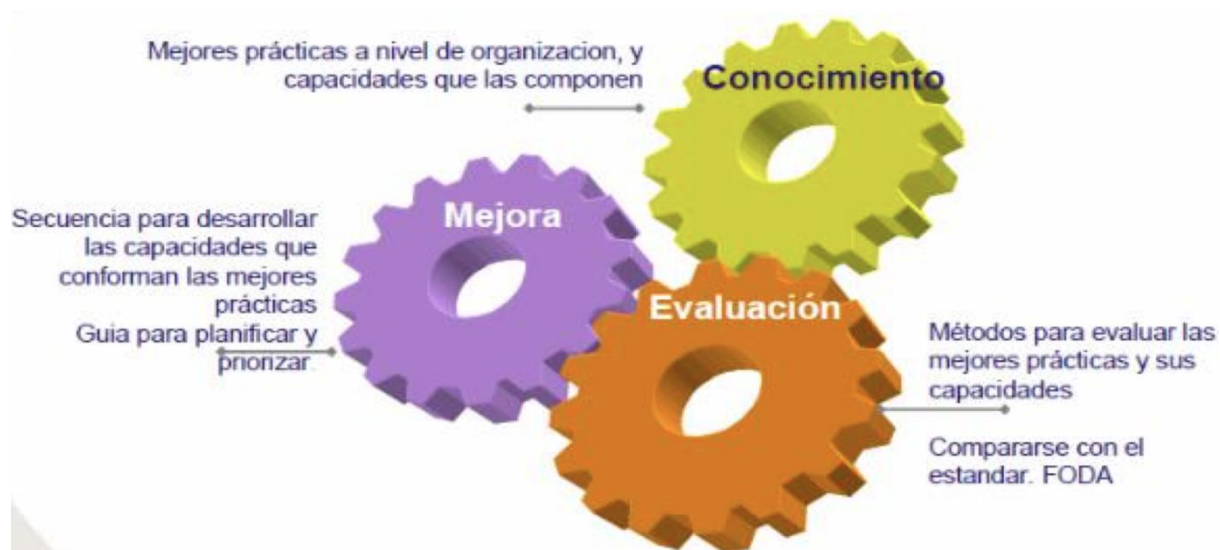 Mejores prácticas a nivel de organizacion, y
capacidades que las componen
Conocimiento
Mejora
Secuencia para desarrollar
las capacidades que
conforman las mejores
prácticas
Guia para planificar y
priorizar.
Evaluación
Métodos para evaluar las
mejores prácticas y sus
capacidades
Compararse con el
estandar. FODA